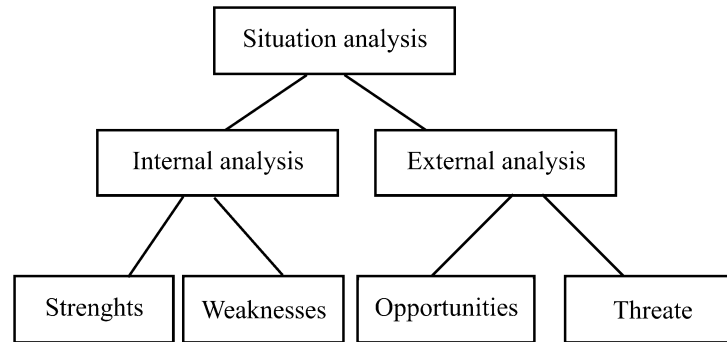 Situation analysis
Internal analysis
External analysis
Strenghts
Weaknesses
Opportunities
Threate